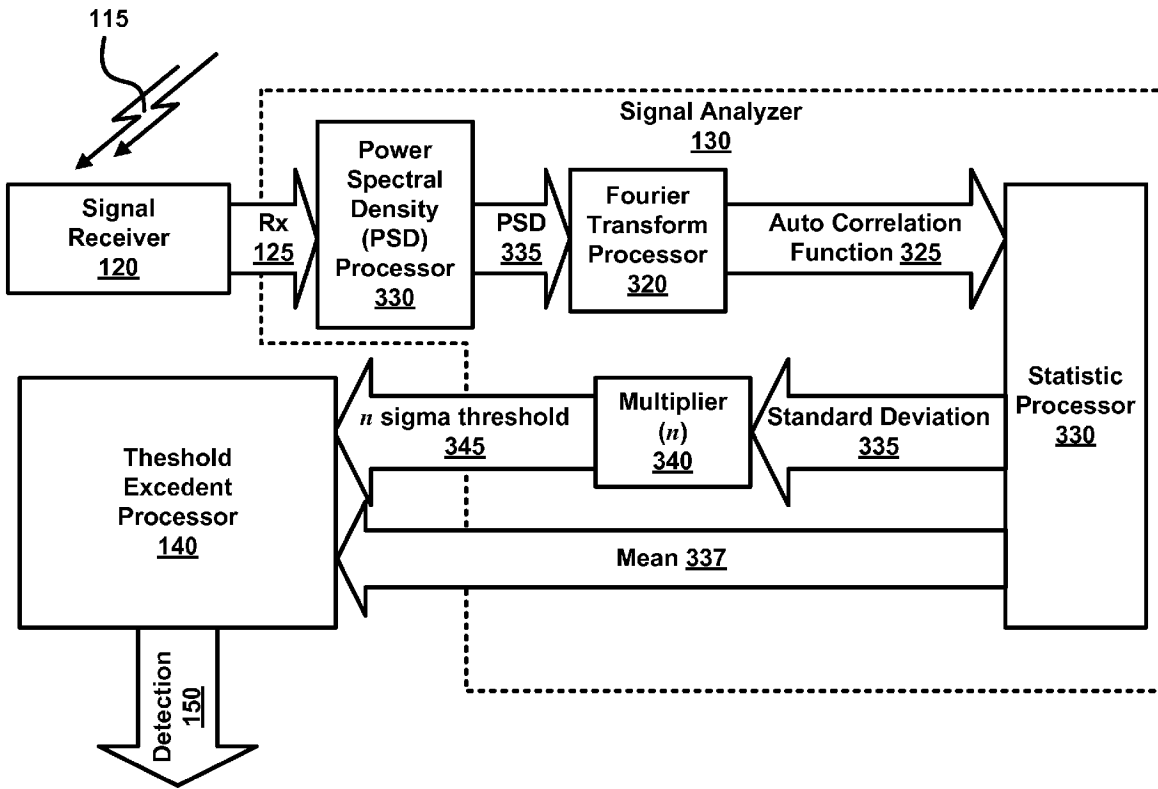 115
Signal Analyzer
130
Signal
Receiver
120
Rx
125
Power
Spectral
Density
(PSD)
Processor
330
PSD
335
Fourier
Transform
Processor
320
Auto Correlation
Function 325
Statistic
Processor
330
Standard Deviation
335
Multiplier
(n)
340
n sigma threshold
345
Mean 337
Theshold
Excedent
Processor
140
Detection
150